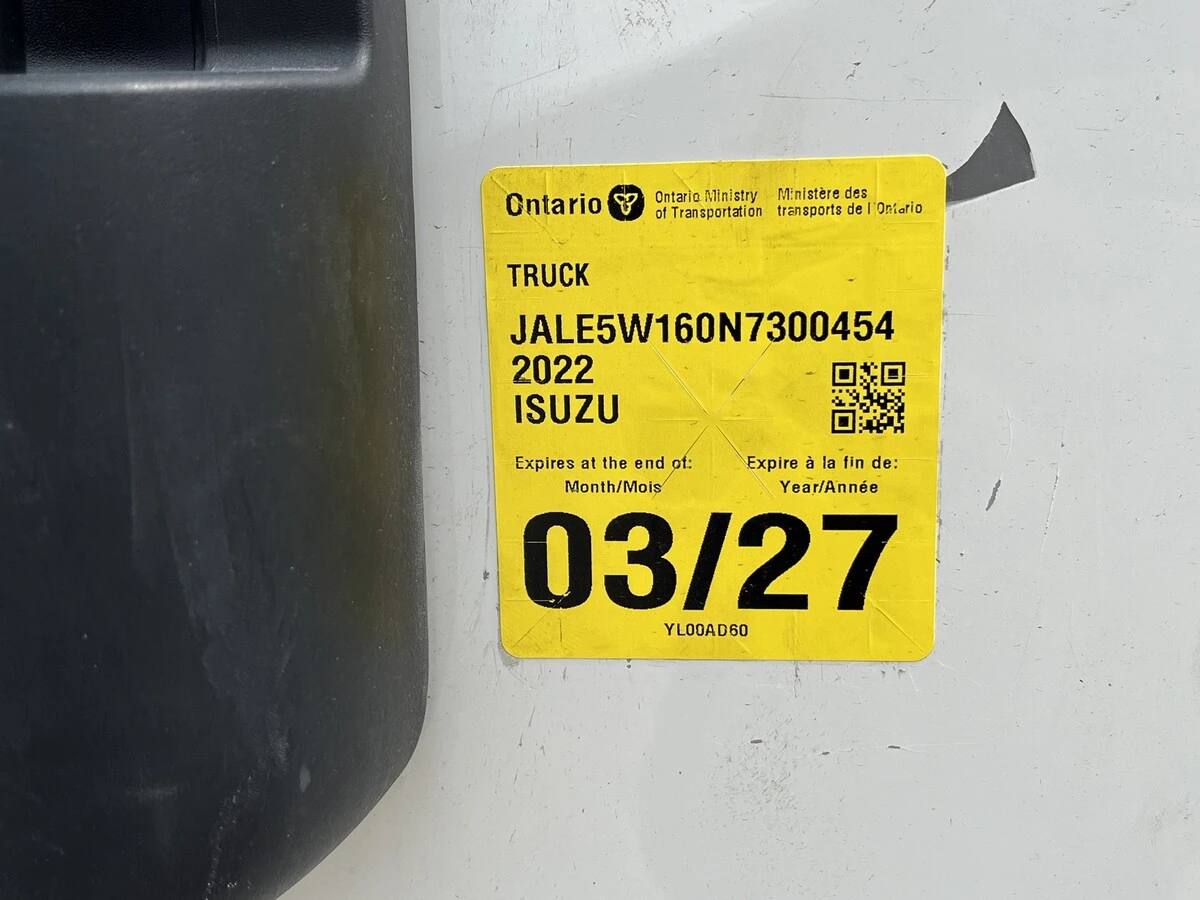 Ontario Ontario Ministry Ministère des
of Transportation transports de l'Ontario
TRUCK
JALE5W160N7300454
2022
ISUZU
Expires at the end of: Expire à la fin de:
Month/Mois Year/Année
03/27
YL00AD60